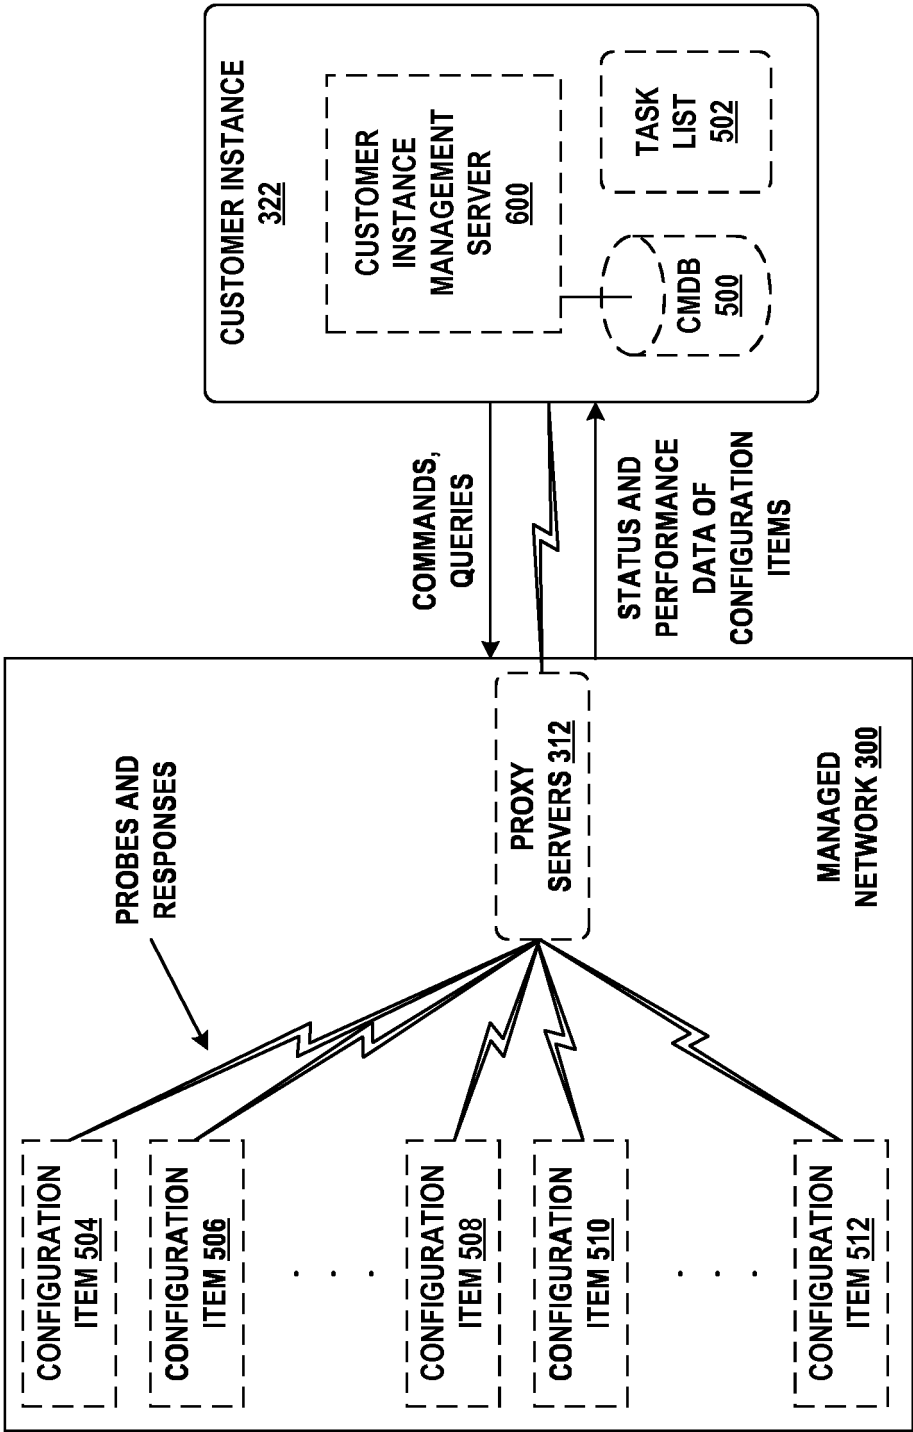 CUSTOMER INSTANCE
322
CUSTOMER
INSTANCE
MANAGEMENT
SERVER
600
CMDB
500
TASK
LIST
502
COMMANDS,
QUERIES
STATUS AND
PERFORMANCE
DATA OF
CONFIGURATION
ITEMS
PROBES AND
RESPONSES
PROXY
SERVERS 312
MANAGED
NETWORK 300
CONFIGURATION
ITEM 504
CONFIGURATION
ITEM 506
. . .
CONFIGURATION
ITEM 508
CONFIGURATION
ITEM 510
. . .
CONFIGURATION
ITEM 512